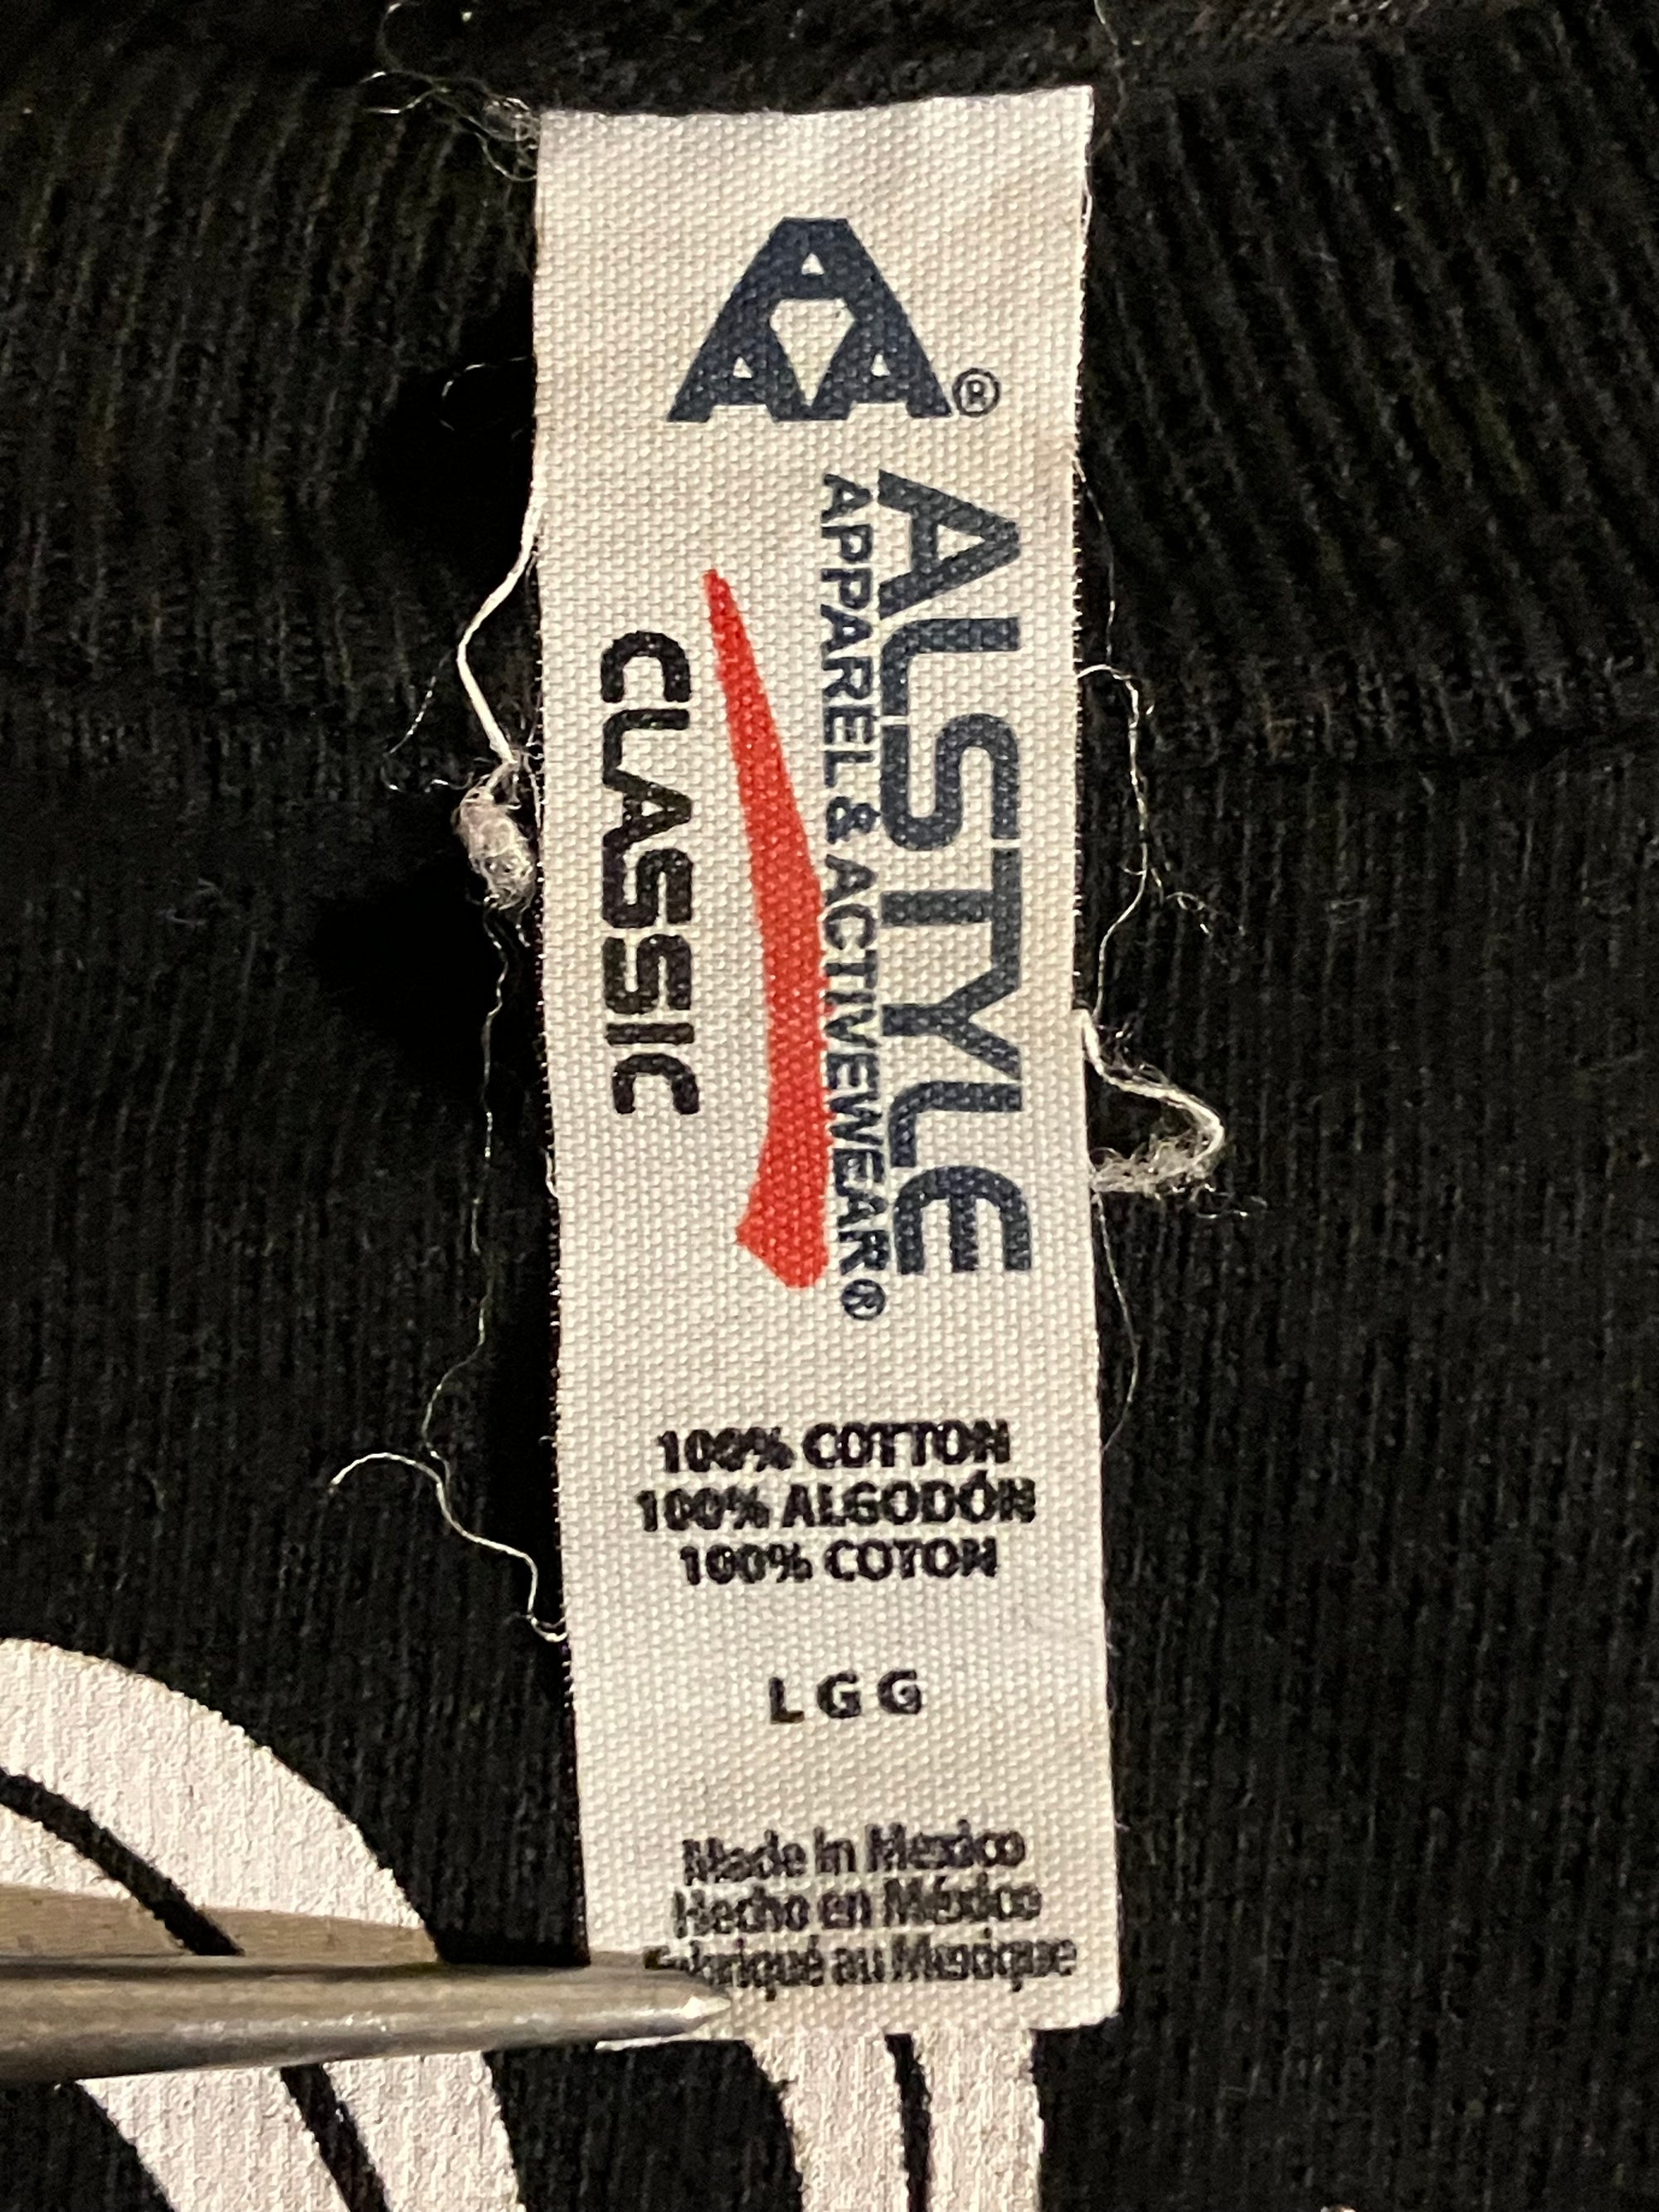 AAA®
ALSTYLE
APPAREL & ACTIVEWEAR®
CLASSIC
100% COTTON
100% ALGODÓN
100% COTON
L G G
Made in Mexico
Hecho en México
Fabriqué au Mexique